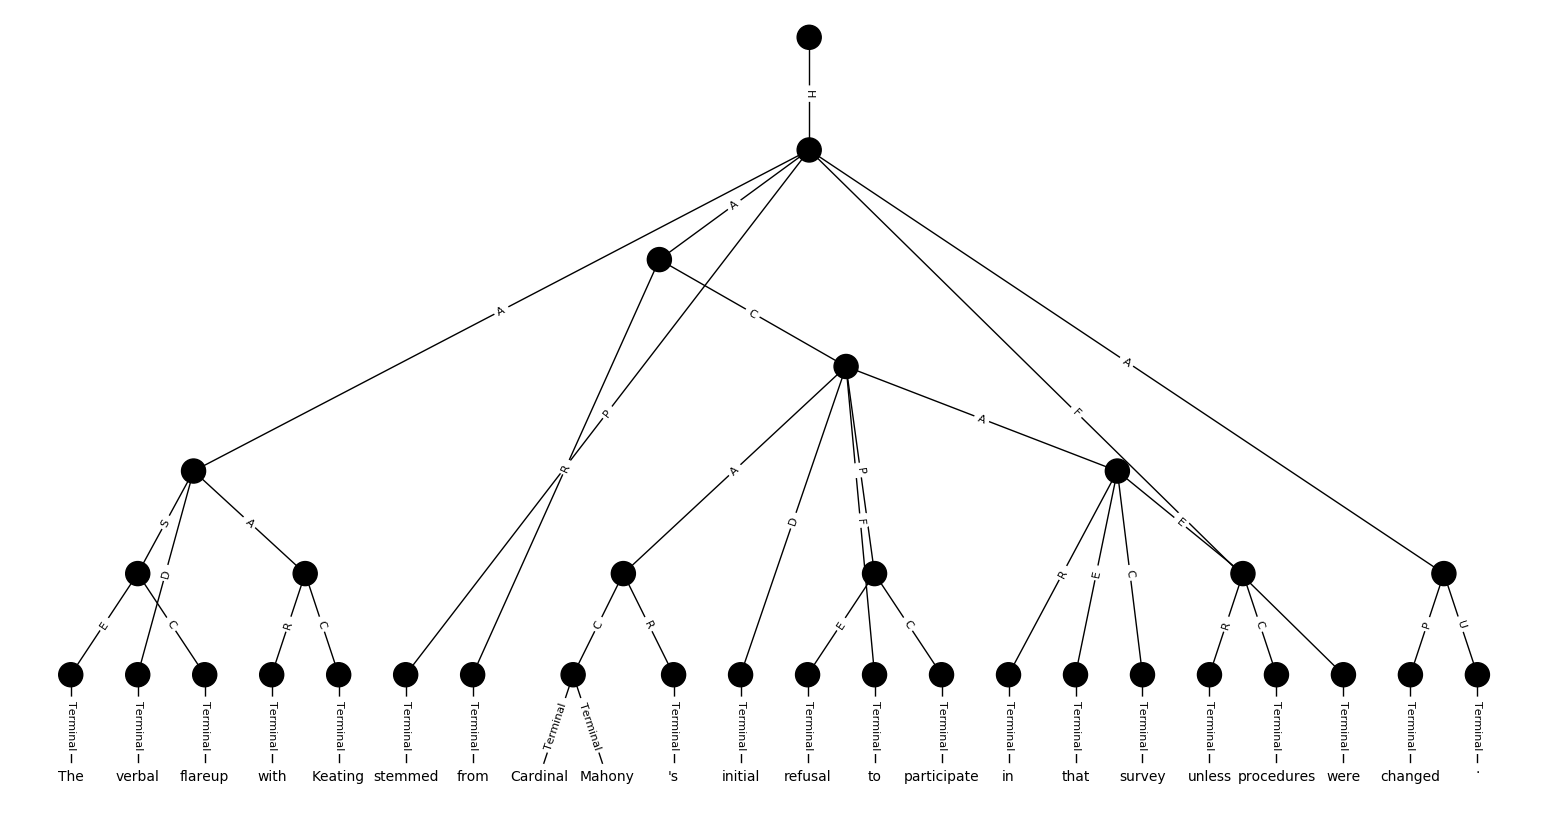 H
A
A
C
P
A
F
A
R
A
P
A
S
A
D
F
E
D
R
E
C
E
C
R
C
C
R
E
C
R
C
P
U
Terminal Terminal Terminal Terminal Terminal Terminal Terminal Terminal Terminal Terminal Terminal Terminal Terminal Terminal Terminal Terminal Terminal Terminal Terminal Terminal Terminal Terminal
The verbal flareup with Keating stemmed from Cardinal Mahony 's initial refusal to participate in that survey unless procedures were changed .